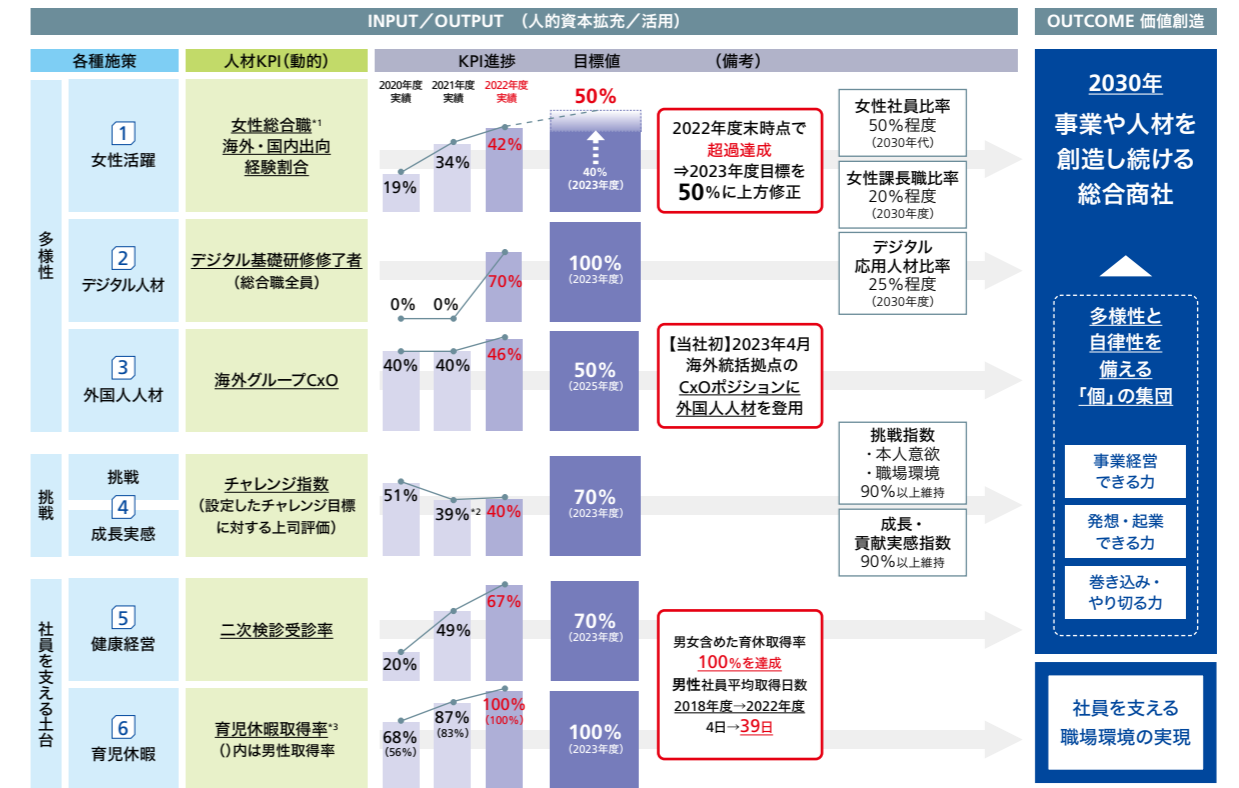 INPUT／OUTPUT （人的資本拡充／活用）
OUTCOME 価値創造
各種施策
人材KPI（動的）
KPI進捗
目標値
（備考）
2020年度
実績
2021年度
実績
2022年度
実績
多様性
1
女性活躍
女性総合職*1
海外・国内出向
経験割合
19%
34%
42%
50%
40%
（2023年度）
2022年度末時点で
超過達成
⇒2023年度目標を
50%に上方修正
女性社員比率
50%程度
（2030年代）
女性課長職比率
20%程度
（2030年度）
2
デジタル人材
デジタル基礎研修修了者
（総合職全員）
0%
0%
70%
100%
（2023年度）
デジタル
応用人材比率
25%程度
（2030年度）
3
外国人人材
海外グループCxO
40%
40%
46%
50%
（2025年度）
【当社初】2023年4月
海外統括拠点の
CxOポジションに
外国人人材を登用
挑戦
挑戦
4
成長実感
チャレンジ指数
（設定したチャレンジ目標
に対する上司評価）
51%
39%*2
40%
70%
（2023年度）
挑戦指数
・本人意欲
・職場環境
90%以上維持
成長・
貢献実感指数
90%以上維持
社員を支える土台
5
健康経営
二次検診受診率
20%
49%
67%
70%
（2023年度）
6
育児休暇
育児休暇取得率*3
（）内は男性取得率
68%
（56%）
87%
（83%）
100%
（100%）
100%
（2023年度）
男女含めた育休取得率
100%を達成
男性社員平均取得日数
2018年度→2022年度
4日→39日
2030年
事業や人材を
創造し続ける
総合商社
多様性と
自律性を
備える
「個」の集団
事業経営
できる力
発想・起業
できる力
巻き込み・
やり切る力
社員を支える
職場環境の実現